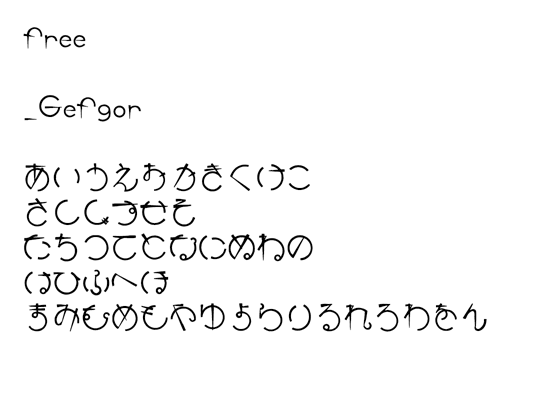 free
_Gefgor
あいうえおかきくけこ
さししすせそ
たちつてとなにぬねの
はひふへほ
まみむめもやゆよらりるれろわをん